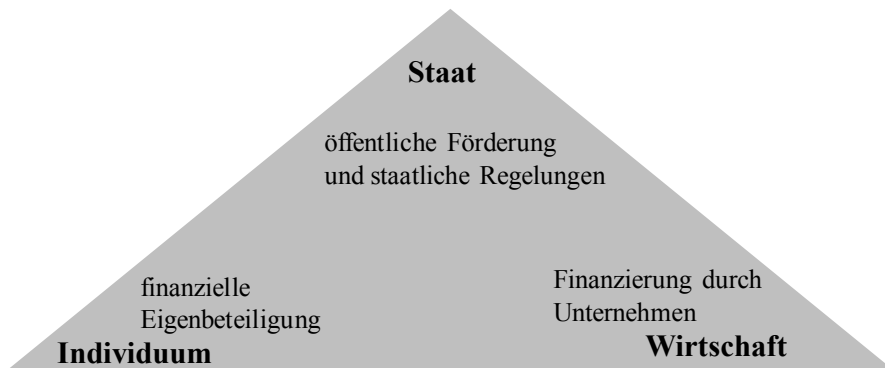 Staat
öffentliche Förderung
und staatliche Regelungen
finanzielle
Eigenbeteiligung
Individuum
Finanzierung durch
Unternehmen
Wirtschaft